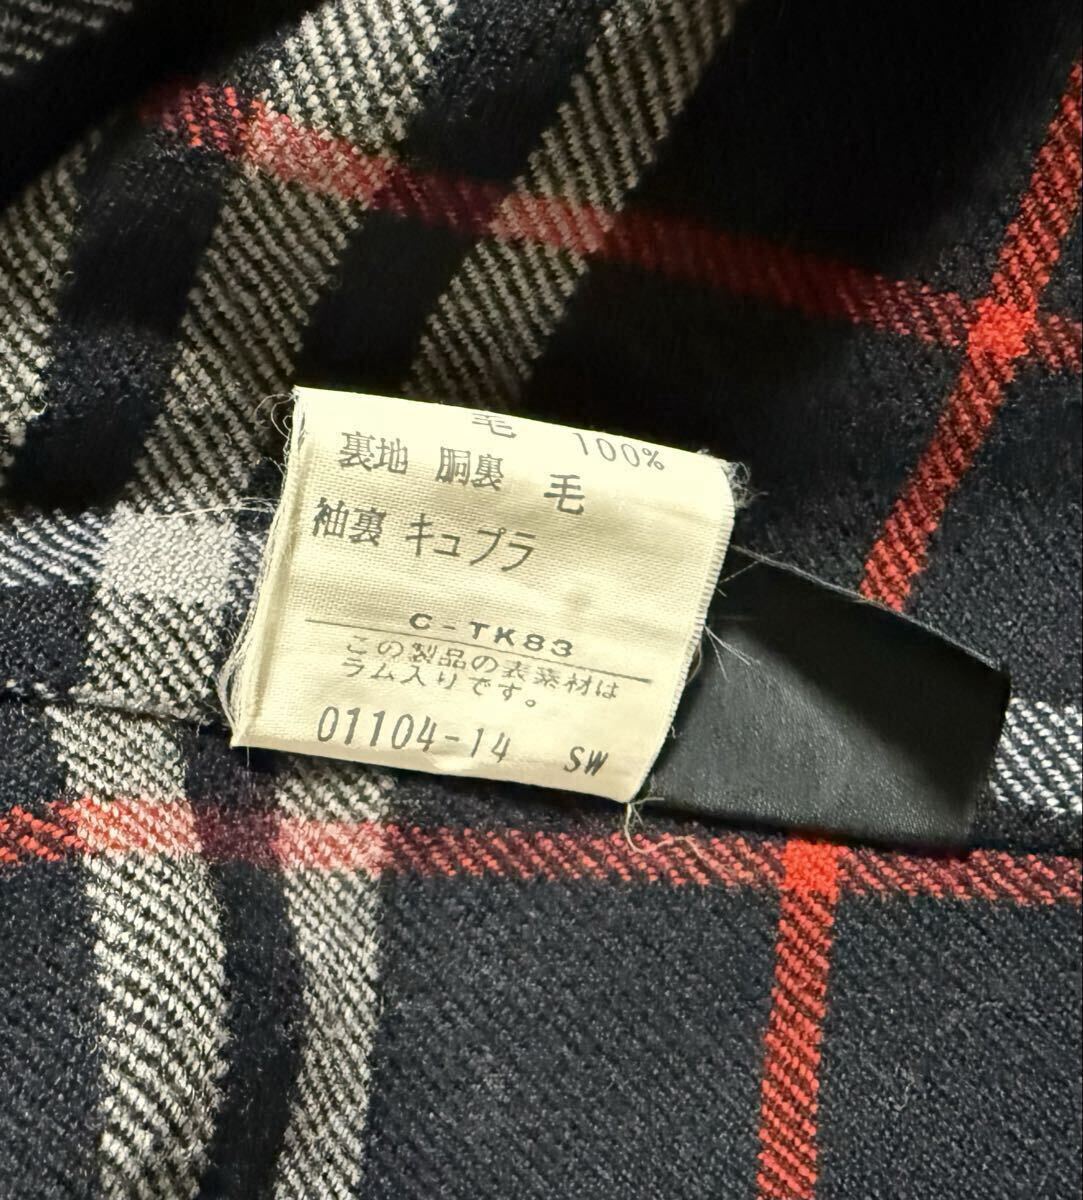 毛 100%
裏地 胴裏 毛
袖裏 キュプラ
C-TK83
この製品の表素材は
ラム入りです。
01104-14 SW